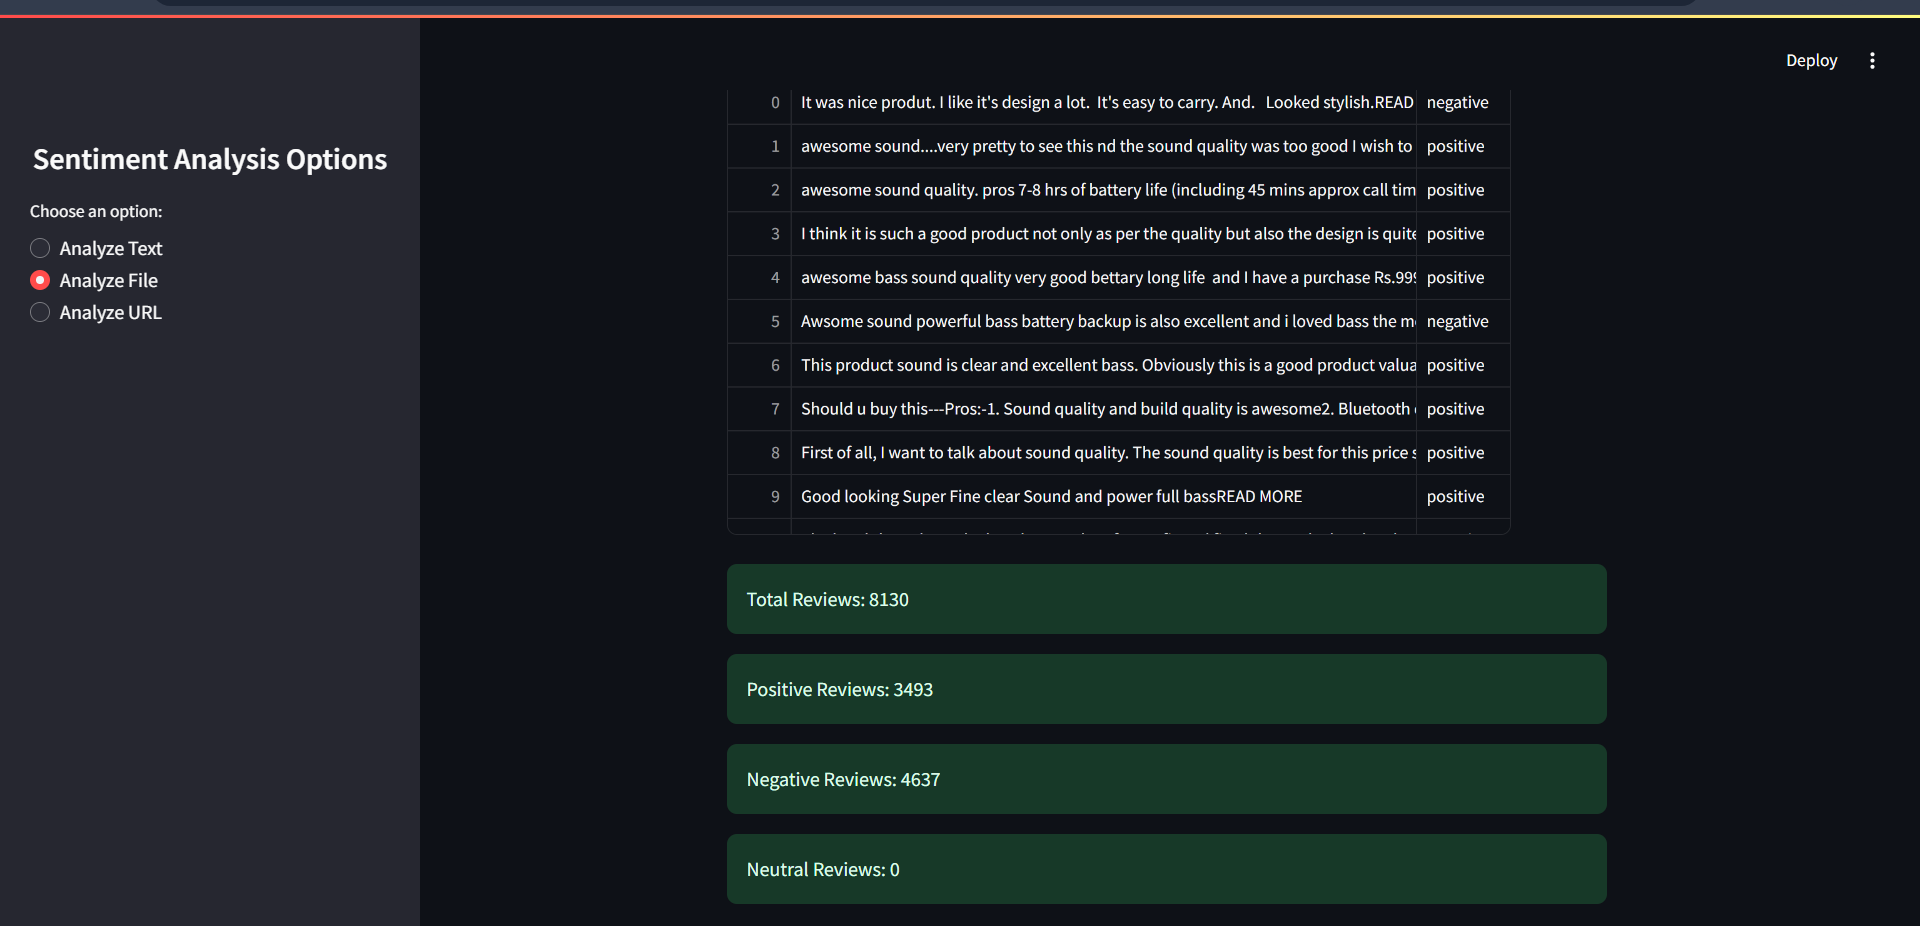 Deploy
Sentiment Analysis Options
Choose an option:
Analyze Text
Analyze File
Analyze URL
0 It was nice produt. I like it's design a lot. It's easy to carry. And. Looked stylish.READ negative
1 awesome sound....very pretty to see this nd the sound quality was too good I wish to positive
2 awesome sound quality. pros 7-8 hrs of battery life (including 45 mins approx call tim positive
3 I think it is such a good product not only as per the quality but also the design is quite positive
4 awesome bass sound quality very good bettary long life and I have a purchase Rs.999 positive
5 Awsome sound powerful bass battery backup is also excellent and i loved bass the m negative
6 This product sound is clear and excellent bass. Obviously this is a good product valua positive
7 Should u buy this---Pros:-1. Sound quality and build quality is awesome2. Bluetooth positive
8 First of all, I want to talk about sound quality. The sound quality is best for this price positive
9 Good looking Super Fine clear Sound and power full bassREAD MORE positive
Total Reviews: 8130
Positive Reviews: 3493
Negative Reviews: 4637
Neutral Reviews: 0